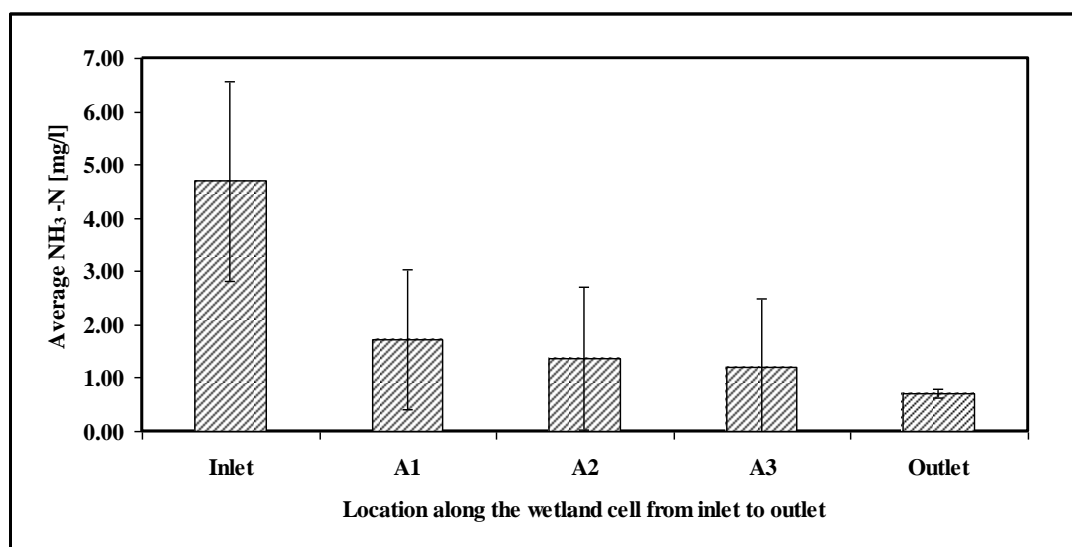 7.00
6.00
5.00
4.00
3.00
2.00
1.00
0.00
Average NH₃ -N [mg/l]
Inlet A1 A2 A3 Outlet
Location along the wetland cell from inlet to outlet